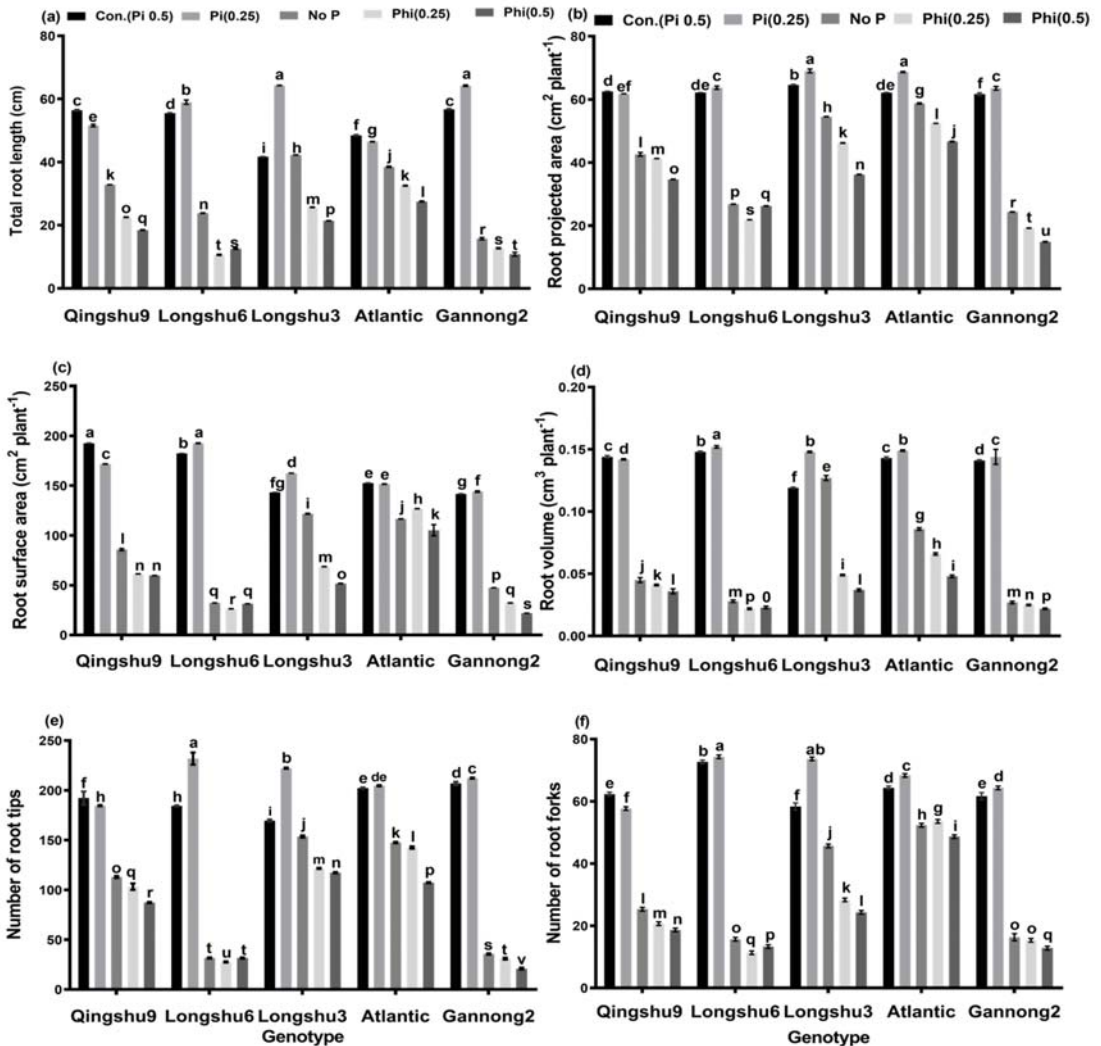 (a) Con.(Pi 0.5) Pi(0.25) No P Phi(0.25) Phi(0.5)
Total root length (cm)
80
60
40
20
0
c e k o q
d b n t s
i a h m p
f g j k l
c a r s t
Qingshu9 Longshu6 Longshu3 Atlantic Gannong2
(b) Con.(Pi 0.5) Pi(0.25) No P Phi(0.25) Phi(0.5)
Root projected area (cm² plant⁻¹)
80
60
40
20
0
d ef l m o
de c p s q
b a h k n
de a g l j
f c r t u
Qingshu9 Longshu6 Longshu3 Atlantic Gannong2
(c)
Root surface area (cm² plant⁻¹)
250
200
150
100
50
0
a c l n n
b a q r q
fg d i m o
e e j h k
g f p q s
Qingshu9 Longshu6 Longshu3 Atlantic Gannong2
(d)
Root volume (cm³ plant⁻¹)
0.20
0.15
0.10
0.05
0.00
c d j k l
b a m p 0
f b e i l
c b g h i
d c m n p
Qingshu9 Longshu6 Longshu3 Atlantic Gannong2
(e)
Number of root tips
250
200
150
100
50
0
f h o q r
h a t u t
i b j m n
e de k l p
d c s t v
Qingshu9 Longshu6 Longshu3 Atlantic Gannong2
Genotype
(f)
Number of root forks
80
60
40
20
0
e f l m n
b a o q p
f ab j k l
d c h g i
e d o o q
Qingshu9 Longshu6 Longshu3 Atlantic Gannong2
Genotype